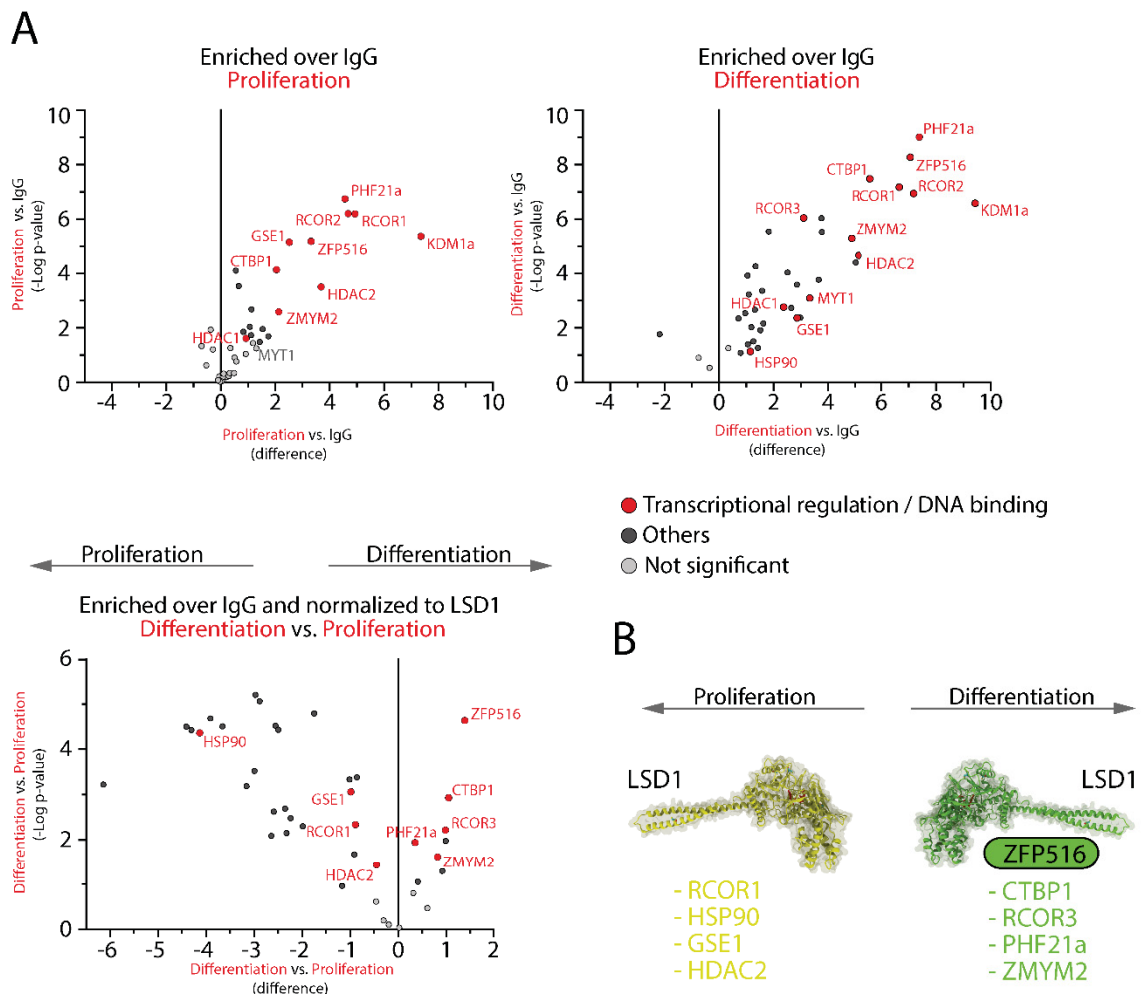 A
Enriched over IgG
Proliferation
Proliferation vs. IgG
(-Log p-value)
10
8
6
4
2
0
PHF21a
RCOR2
RCOR1
GSE1
ZFP516
KDM1a
CTBP1
HDAC2
ZMYM2
HDAC1
MYT1
-4
-2
0
2
4
6
8
10
Proliferation vs. IgG
(difference)
Enriched over IgG
Differentiation
Differentiation vs. IgG
(-Log p-value)
10
8
6
4
2
0
PHF21a
CTBP1
ZFP516
RCOR1
RCOR2
RCOR3
KDM1a
ZMYM2
HDAC2
HDAC1
MYT1
GSE1
HSP90
-4
-2
0
2
4
6
8
10
Differentiation vs. IgG
(difference)
Transcriptional regulation / DNA binding
Others
Not significant
Proliferation
Differentiation
Enriched over IgG and normalized to LSD1
Differentiation vs. Proliferation
Differentiation vs. Proliferation
(-Log p-value)
6
4
2
0
ZFP516
HSP90
GSE1
CTBP1
RCOR1
PHF21a
RCOR3
HDAC2
ZMYM2
-6
-5
-4
-3
-2
-1
0
1
2
Differentiation vs. Proliferation
(difference)
B
Proliferation
Differentiation
LSD1
LSD1
ZFP516
- RCOR1
- HSP90
- GSE1
- HDAC2
- CTBP1
- RCOR3
- PHF21a
- ZMYM2